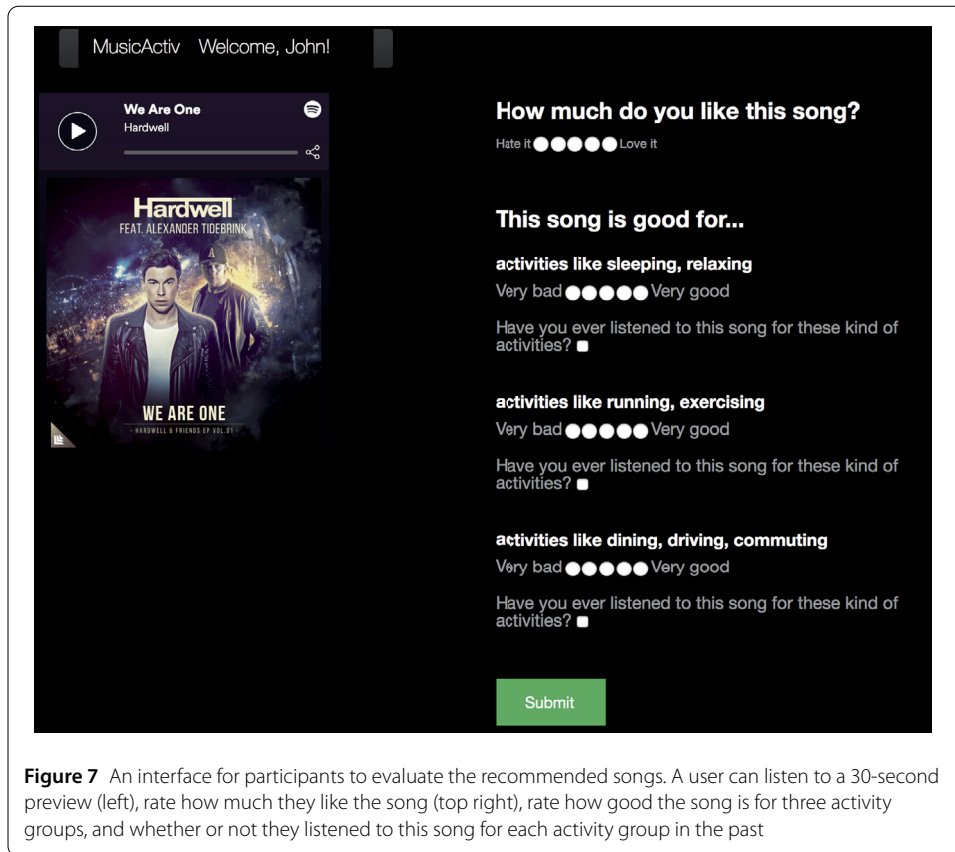 MusicActiv Welcome, John!
We Are One
Hardwell
Hardwell
FEAT. ALEXANDER TIDEBRINK
WE ARE ONE
- HARDWELL & FRIENDS EP VOL.01 -
How much do you like this song?
Hate it Love it
This song is good for...
activities like sleeping, relaxing
Very bad Very good
Have you ever listened to this song for these kind of
activities?
activities like running, exercising
Very bad Very good
Have you ever listened to this song for these kind of
activities?
activities like dining, driving, commuting
Very bad Very good
Have you ever listened to this song for these kind of
activities?
Submit
Figure 7 An interface for participants to evaluate the recommended songs. A user can listen to a 30-second
preview (left), rate how much they like the song (top right), rate how good the song is for three activity
groups, and whether or not they listened to this song for each activity group in the past